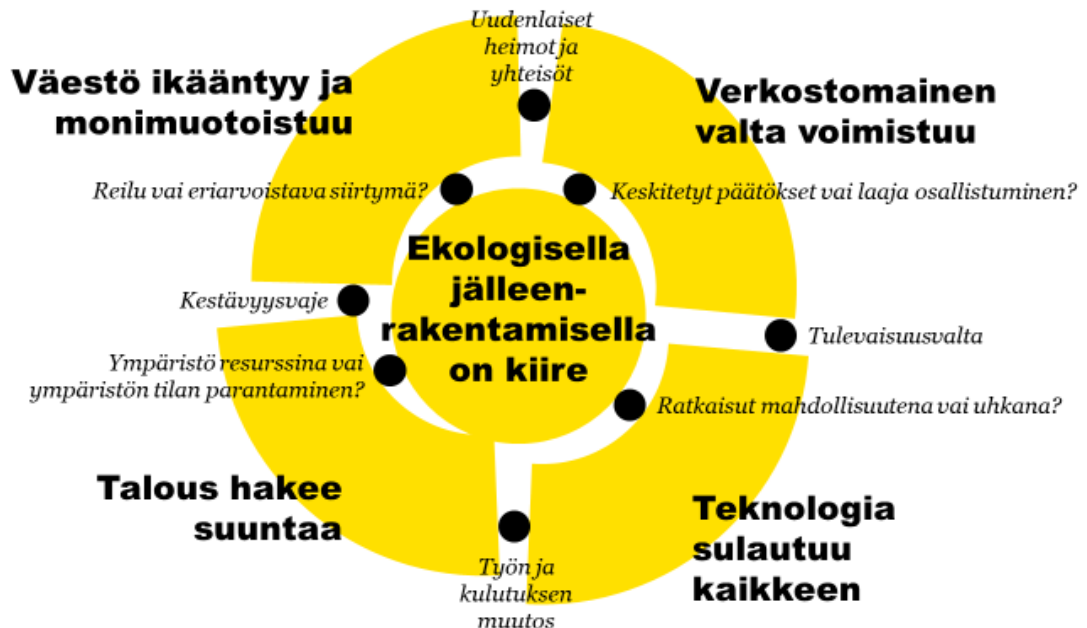 Uudenlaiset
heimot ja
yhteisöt
Väestö ikääntyy ja
monimuotoistuu
Verkostomainen
valta voimistuu
Reilu vai eriarvoistava siirtymä?
Keskitetyt päätökset vai laaja osallistuminen?
Ekologisella
jälleen-
rakentamisella
on kiire
Kestävyysvaje
Tulevaisuusvalta
Ympäristö resurssina vai
ympäristön tilan parantaminen?
Ratkaisut mahdollisuutena vai uhkana?
Talous hakee
suuntaa
Teknologia
sulautuu
kaikkeen
Työn ja
kulutuksen
muutos